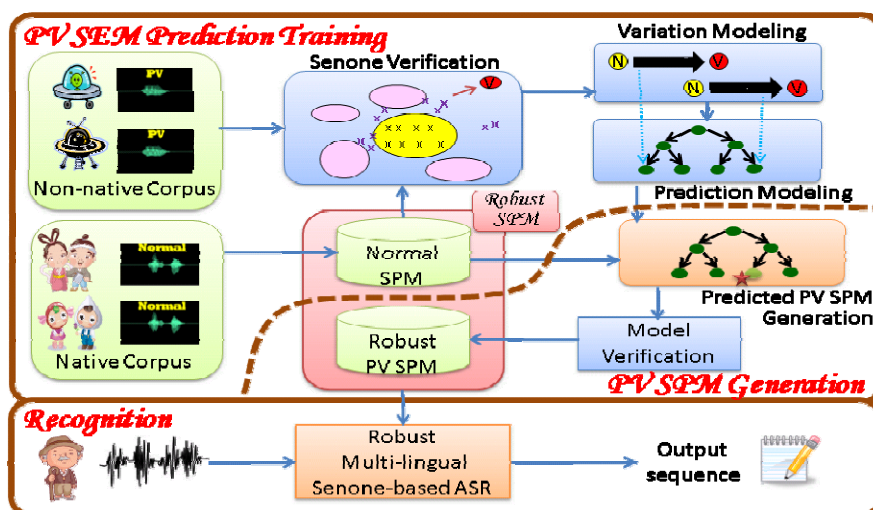 PV SEM Prediction Training
Variation Modeling
Senone Verification
N
V
N
V
V
PV
PV
Non-native Corpus
Prediction Modeling
Robust
SPM
Normal
SPM
Normal
Normal
Native Corpus
Predicted PV SPM
Generation
Robust
PV SPM
Model
Verification
PV SPM Generation
Recognition
Robust
Multi-lingual
Senone-based ASR
Output
sequence